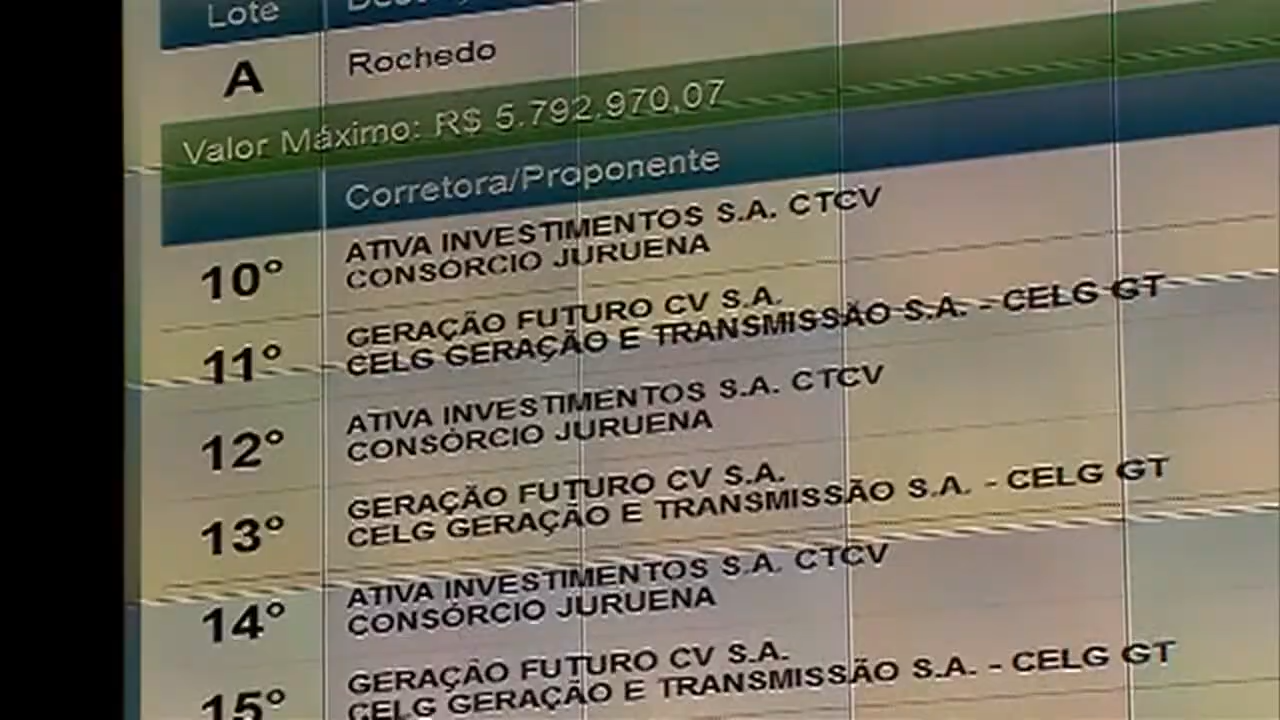 Lote
A Rochedo
Valor Máximo: R$ 5.792.970,07
Corretora/Proponente
10° ATIVA INVESTIMENTOS S.A. CTCV
CONSÓRCIO JURUENA
11° GERAÇÃO FUTURO CV S.A.
CELG GERAÇÃO E TRANSMISSÃO S.A. - CELG GT
12° ATIVA INVESTIMENTOS S.A. CTCV
CONSÓRCIO JURUENA
13° GERAÇÃO FUTURO CV S.A.
CELG GERAÇÃO E TRANSMISSÃO S.A. - CELG GT
14° ATIVA INVESTIMENTOS S.A. CTCV
CONSÓRCIO JURUENA
15° GERAÇÃO FUTURO CV S.A.
CELG GERAÇÃO E TRANSMISSÃO S.A. - CELG GT